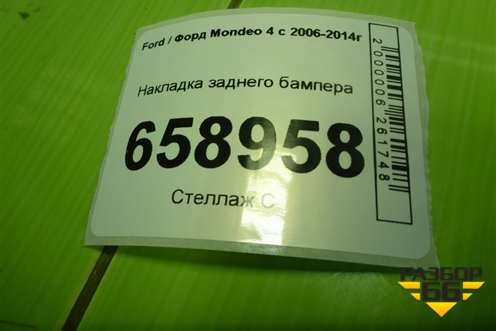 Ford / Форд Mondeo 4 с 2006-2014г
Накладка заднего бампера
658958
Стеллаж С
2000006261748
РАЗБОР
66